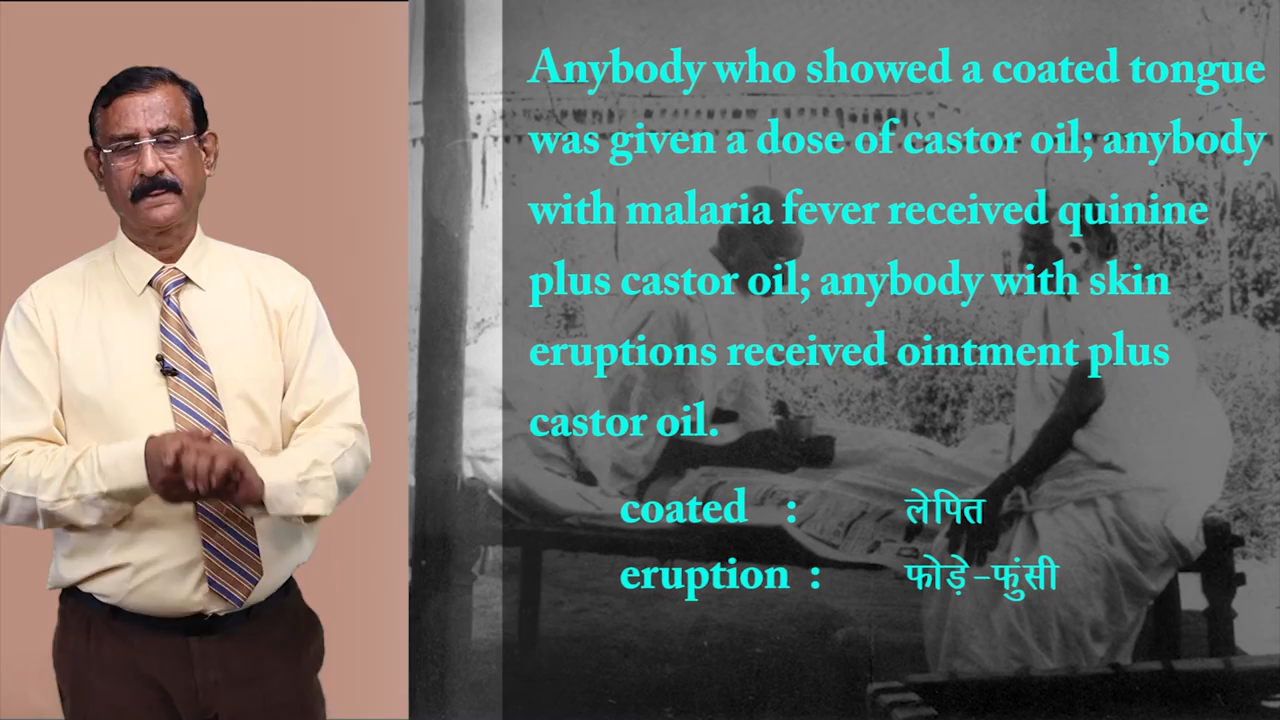 Anybody who showed a coated tongue
was given a dose of castor oil; anybody
with malaria fever received quinine
plus castor oil; anybody with skin
eruptions received ointment plus
castor oil.
coated : लेपित
eruption : फोड़े-फुंसी